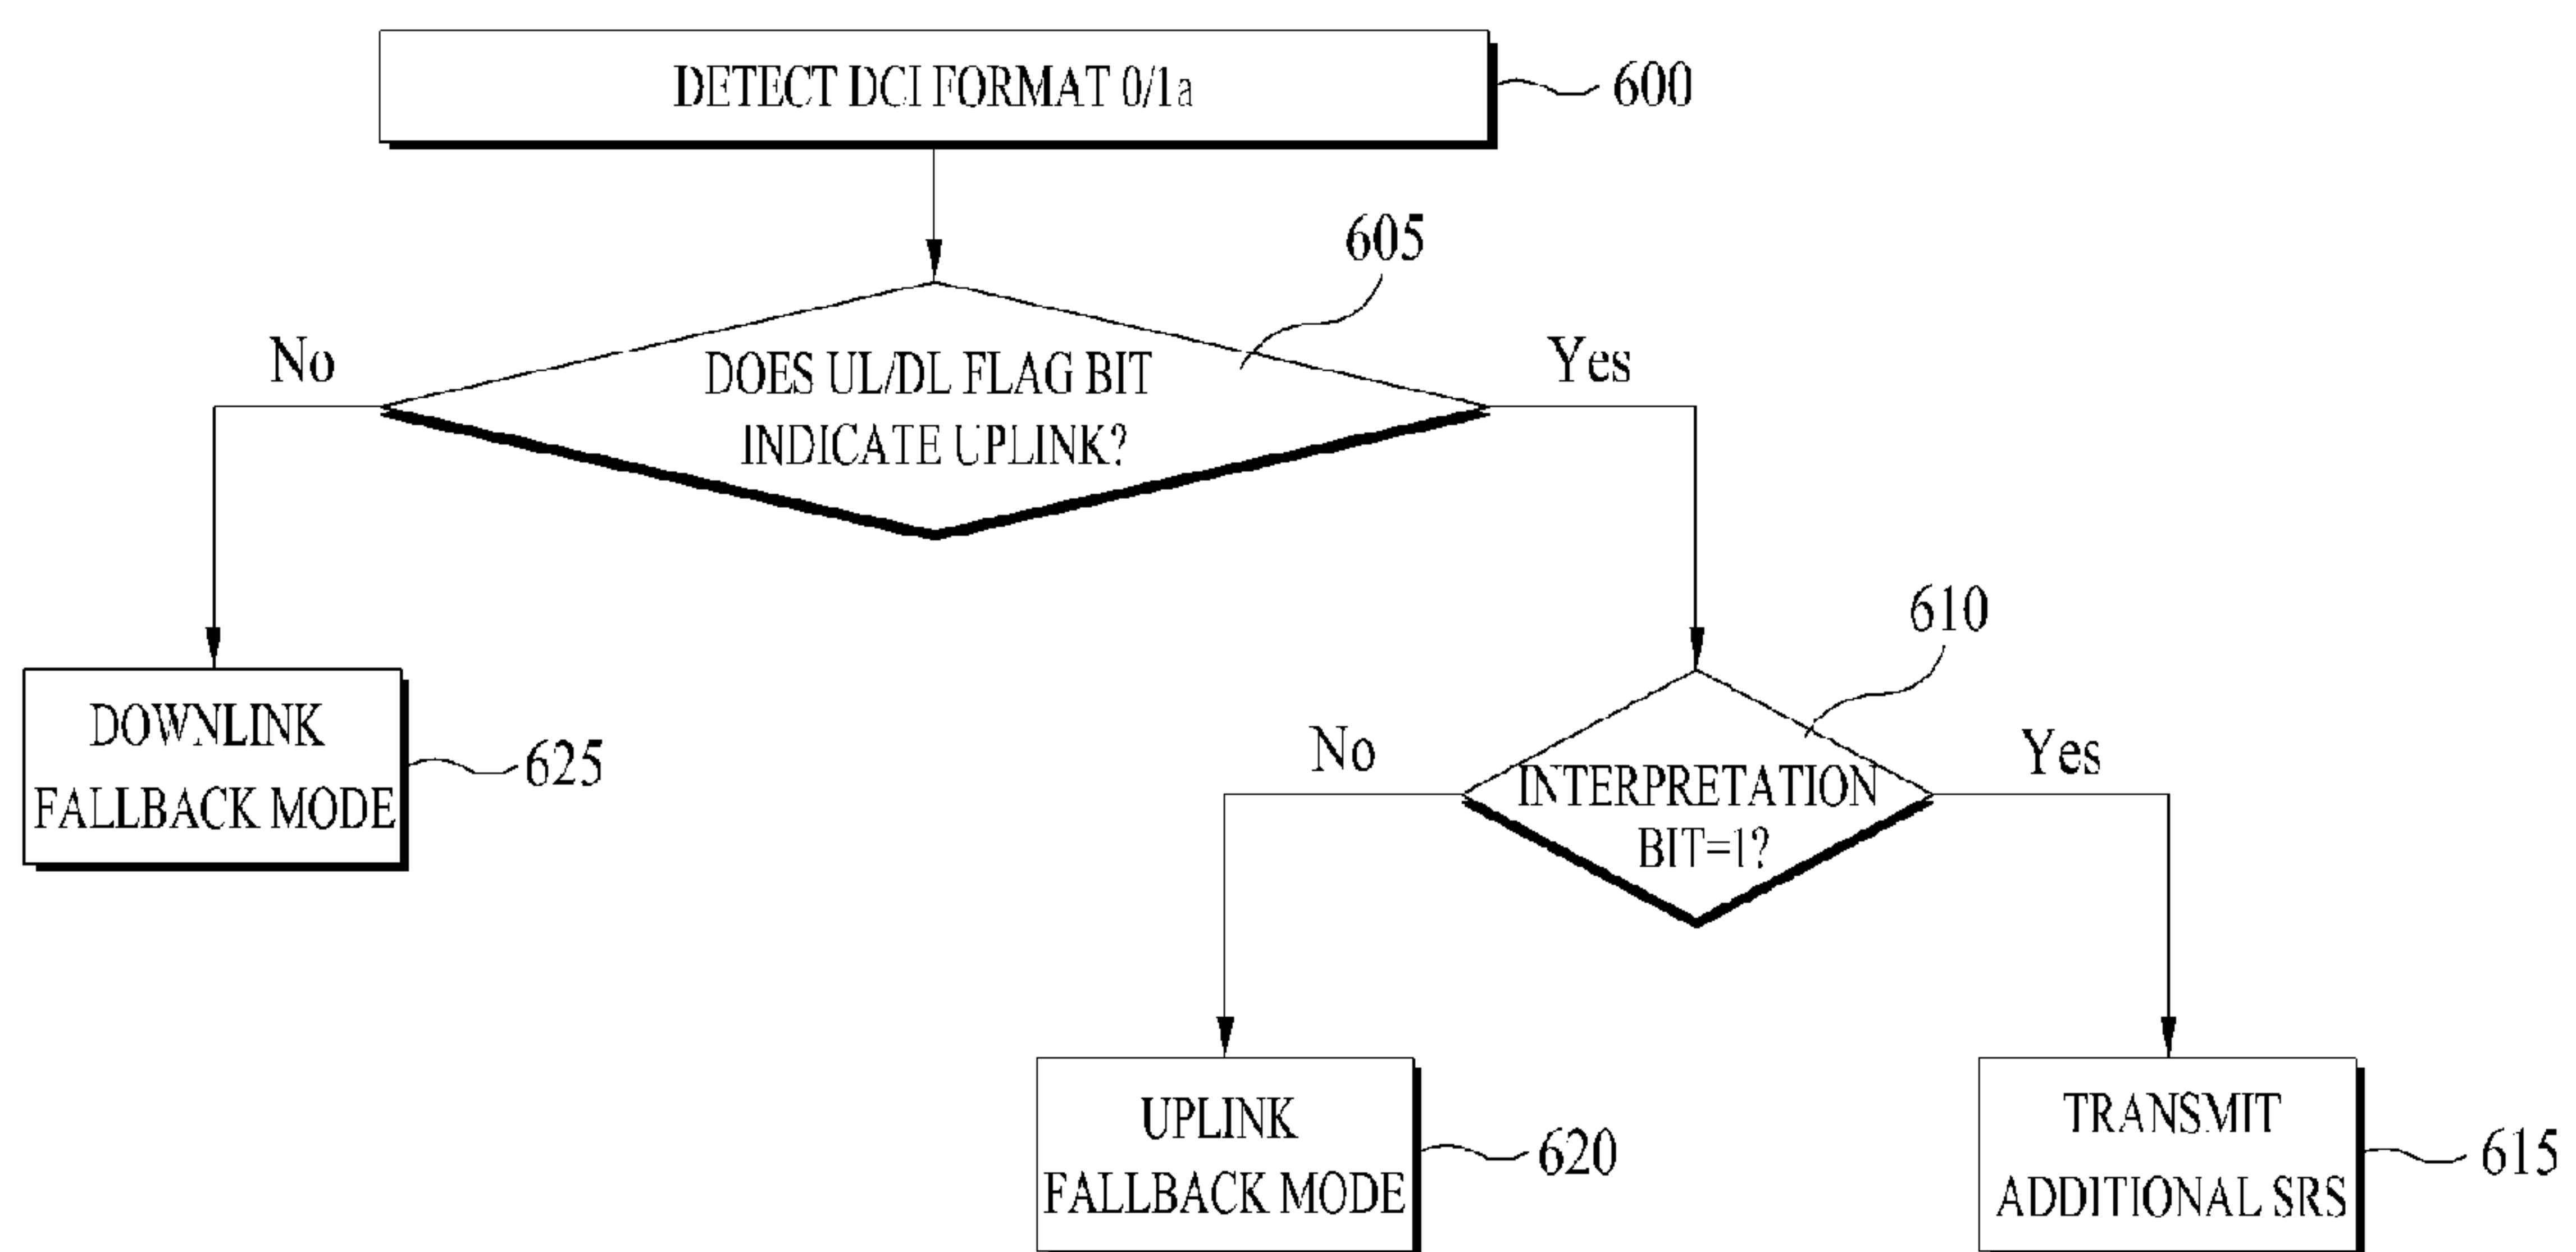 DETECT DCI FORMAT 0/1a
600
605
No
Yes
DOES UL/DL FLAG BIT
INDICATE UPLINK?
610
DOWNLINK
FALLBACK MODE
625
No
Yes
INTERPRETATION
BIT=1?
UPLINK
FALLBACK MODE
620
TRANSMIT
ADDITIONAL SRS
615